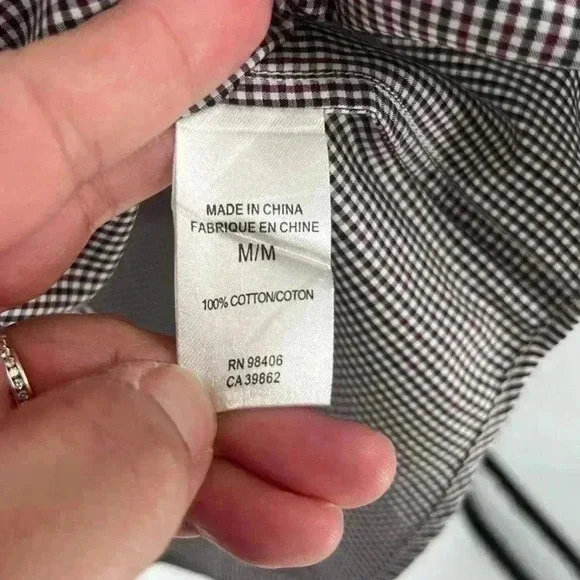 MADE IN CHINA
FABRIQUE EN CHINE
M/M
100% COTTON/COTON
RN 98406
CA 39862